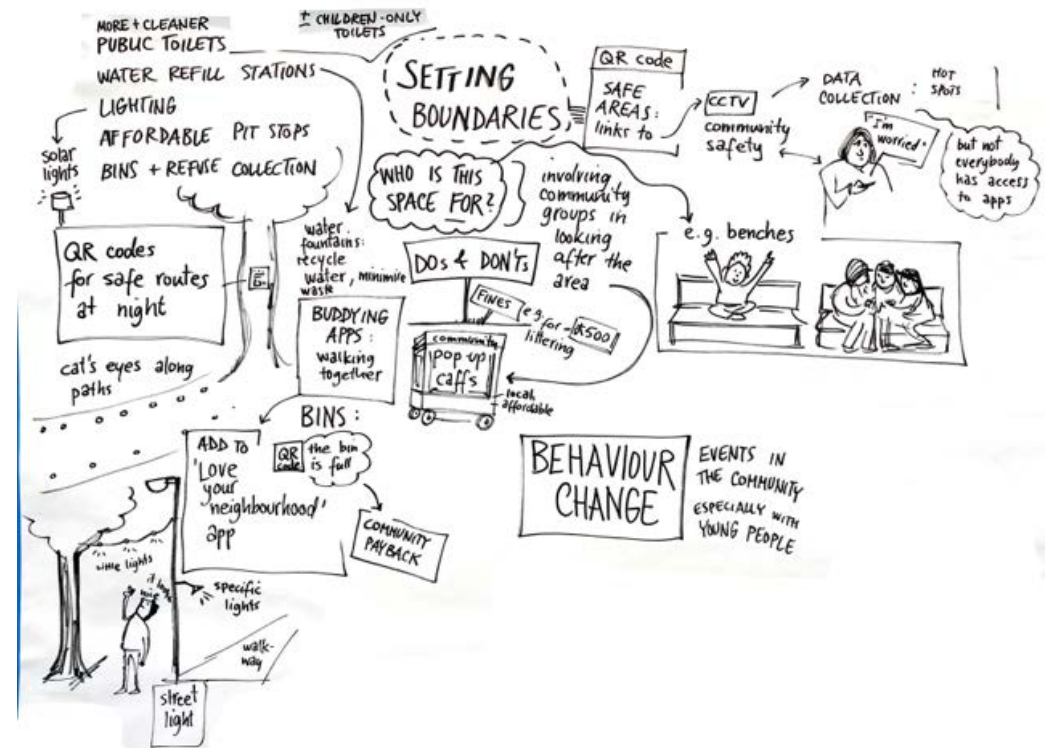 MORE + CLEANER
PUBLIC TOILETS
± CHILDREN-ONLY
TOILETS
WATER REFILL STATIONS
LIGHTING
AFFORDABLE PIT STOPS
BINS + REFUSE COLLECTION
solar
lights
QR codes
for safe routes
at night
cat's eyes along
paths
SETTING
BOUNDARIES
WHO IS THIS
SPACE FOR?
involving
community
groups in
looking
after the
area
QR code
SAFE
AREAS:
links to
CCTV
community
safety
DATA
COLLECTION :
HOT
SPOTS
"I'm
worried"
but not
everybody
has access
to apps
e.g. benches
water
fountains:
recycle
water, minimise
waste
DOs & DON'Ts
FINES
(e.g. for
littering
£500
BUDDYING
APPS:
walking
together
community
pop-up
caffs
local,
affordable
BINS:
QR
code
the bin
is full
ADD TO
'Love
your
neighbourhood'
app
COMMUNITY
PAYBACK
BEHAVIOUR
CHANGE
EVENTS IN
THE COMMUNITY
ESPECIALLY WITH
YOUNG PEOPLE
little lights
it looks
nice
specific
lights
walk-
way
street
light